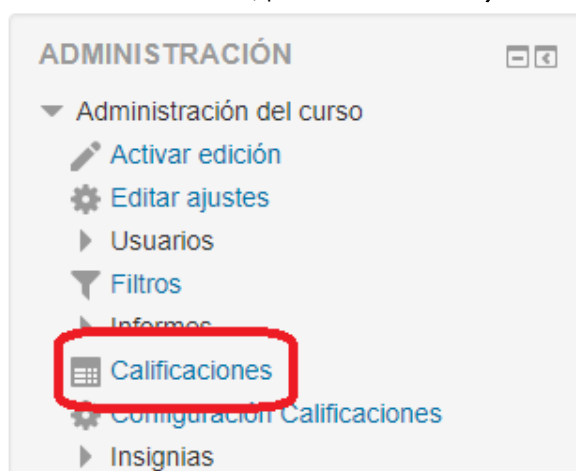 ADMINISTRACIÓN
Administración del curso
Activar edición
Editar ajustes
Usuarios
Filtros
Informes
Calificaciones
Configuración Calificaciones
Insignias